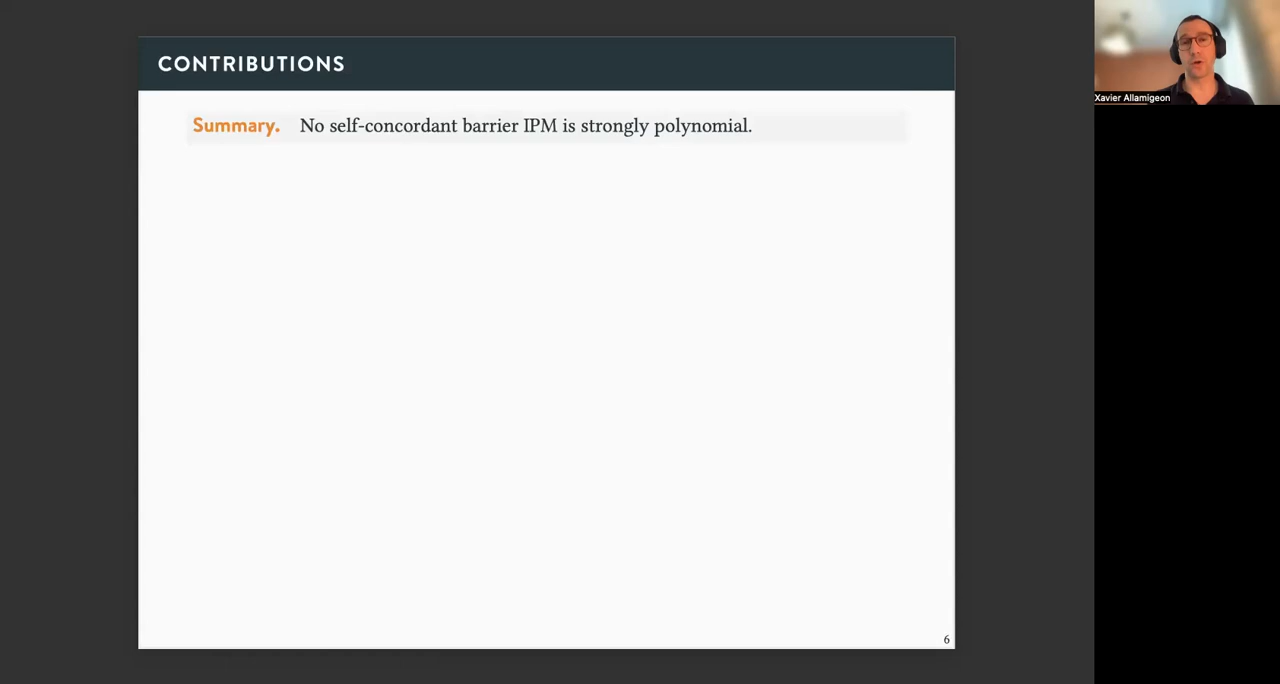 CONTRIBUTIONS
Summary. No self-concordant barrier IPM is strongly polynomial.
6
Xavier Allamigeon